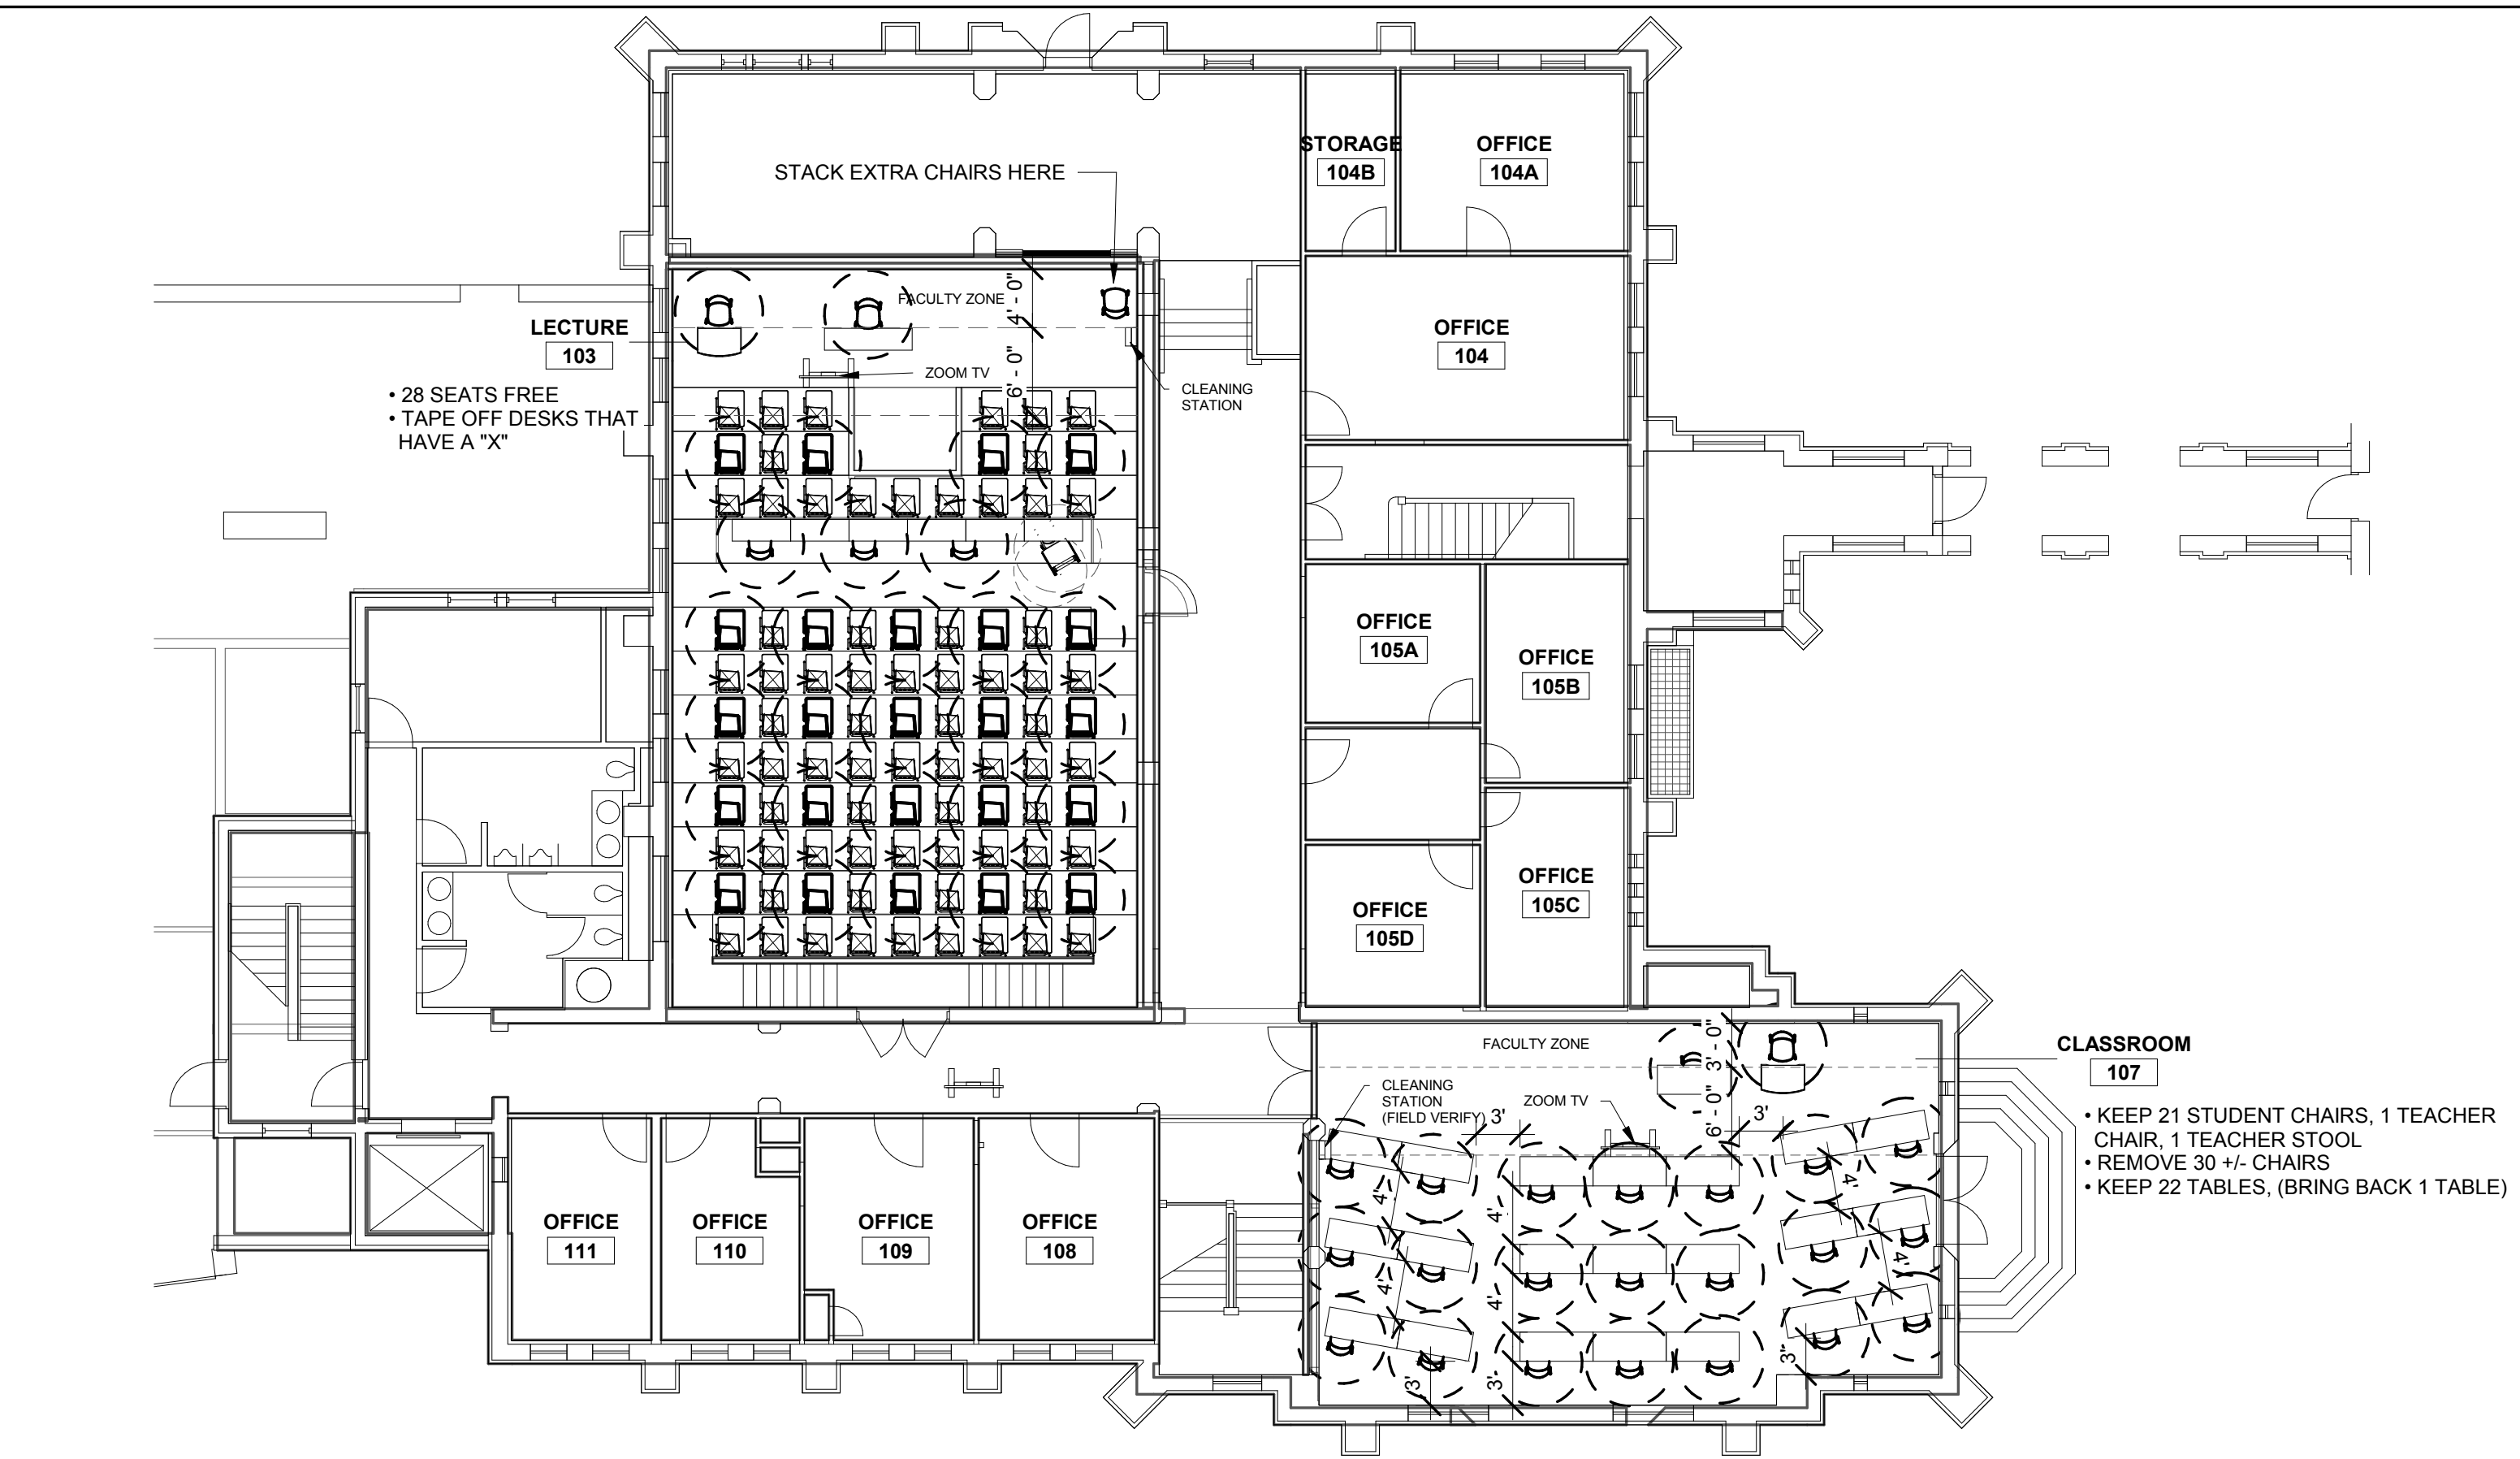 STORAGE
104B
OFFICE
104A
STACK EXTRA CHAIRS HERE
FACULTY ZONE
4' - 0"
LECTURE
103
• 28 SEATS FREE
• TAPE OFF DESKS THAT
HAVE A "X"
ZOOM TV
6' - 0"
CLEANING
STATION
OFFICE
104
OFFICE
105A
OFFICE
105B
OFFICE
105C
OFFICE
105D
FACULTY ZONE
3' - 0"
6' - 0"
CLASSROOM
107
• KEEP 21 STUDENT CHAIRS, 1 TEACHER
CHAIR, 1 TEACHER STOOL
• REMOVE 30 +/- CHAIRS
• KEEP 22 TABLES, (BRING BACK 1 TABLE)
CLEANING
STATION
(FIELD VERIFY)
3'
ZOOM TV
3'
4'
4'
4'
4'
4'
4'
3'
3'
3"
OFFICE
111
OFFICE
110
OFFICE
109
OFFICE
108